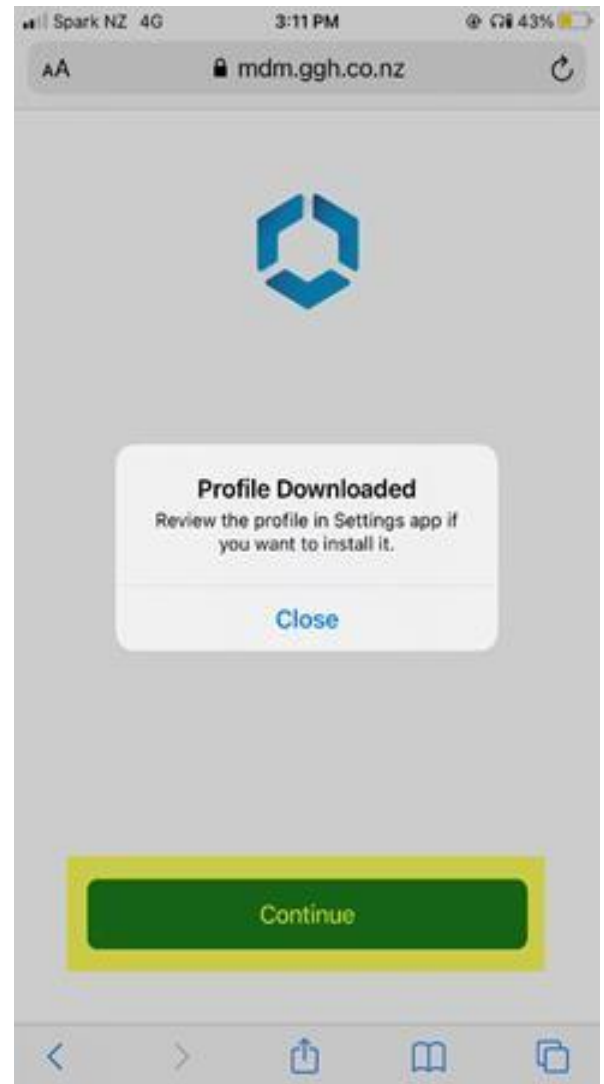 Spark NZ 4G 3:11 PM 43%
AA mdm.ggh.co.nz
Profile Downloaded
Review the profile in Settings app if
you want to install it.
Close
Continue